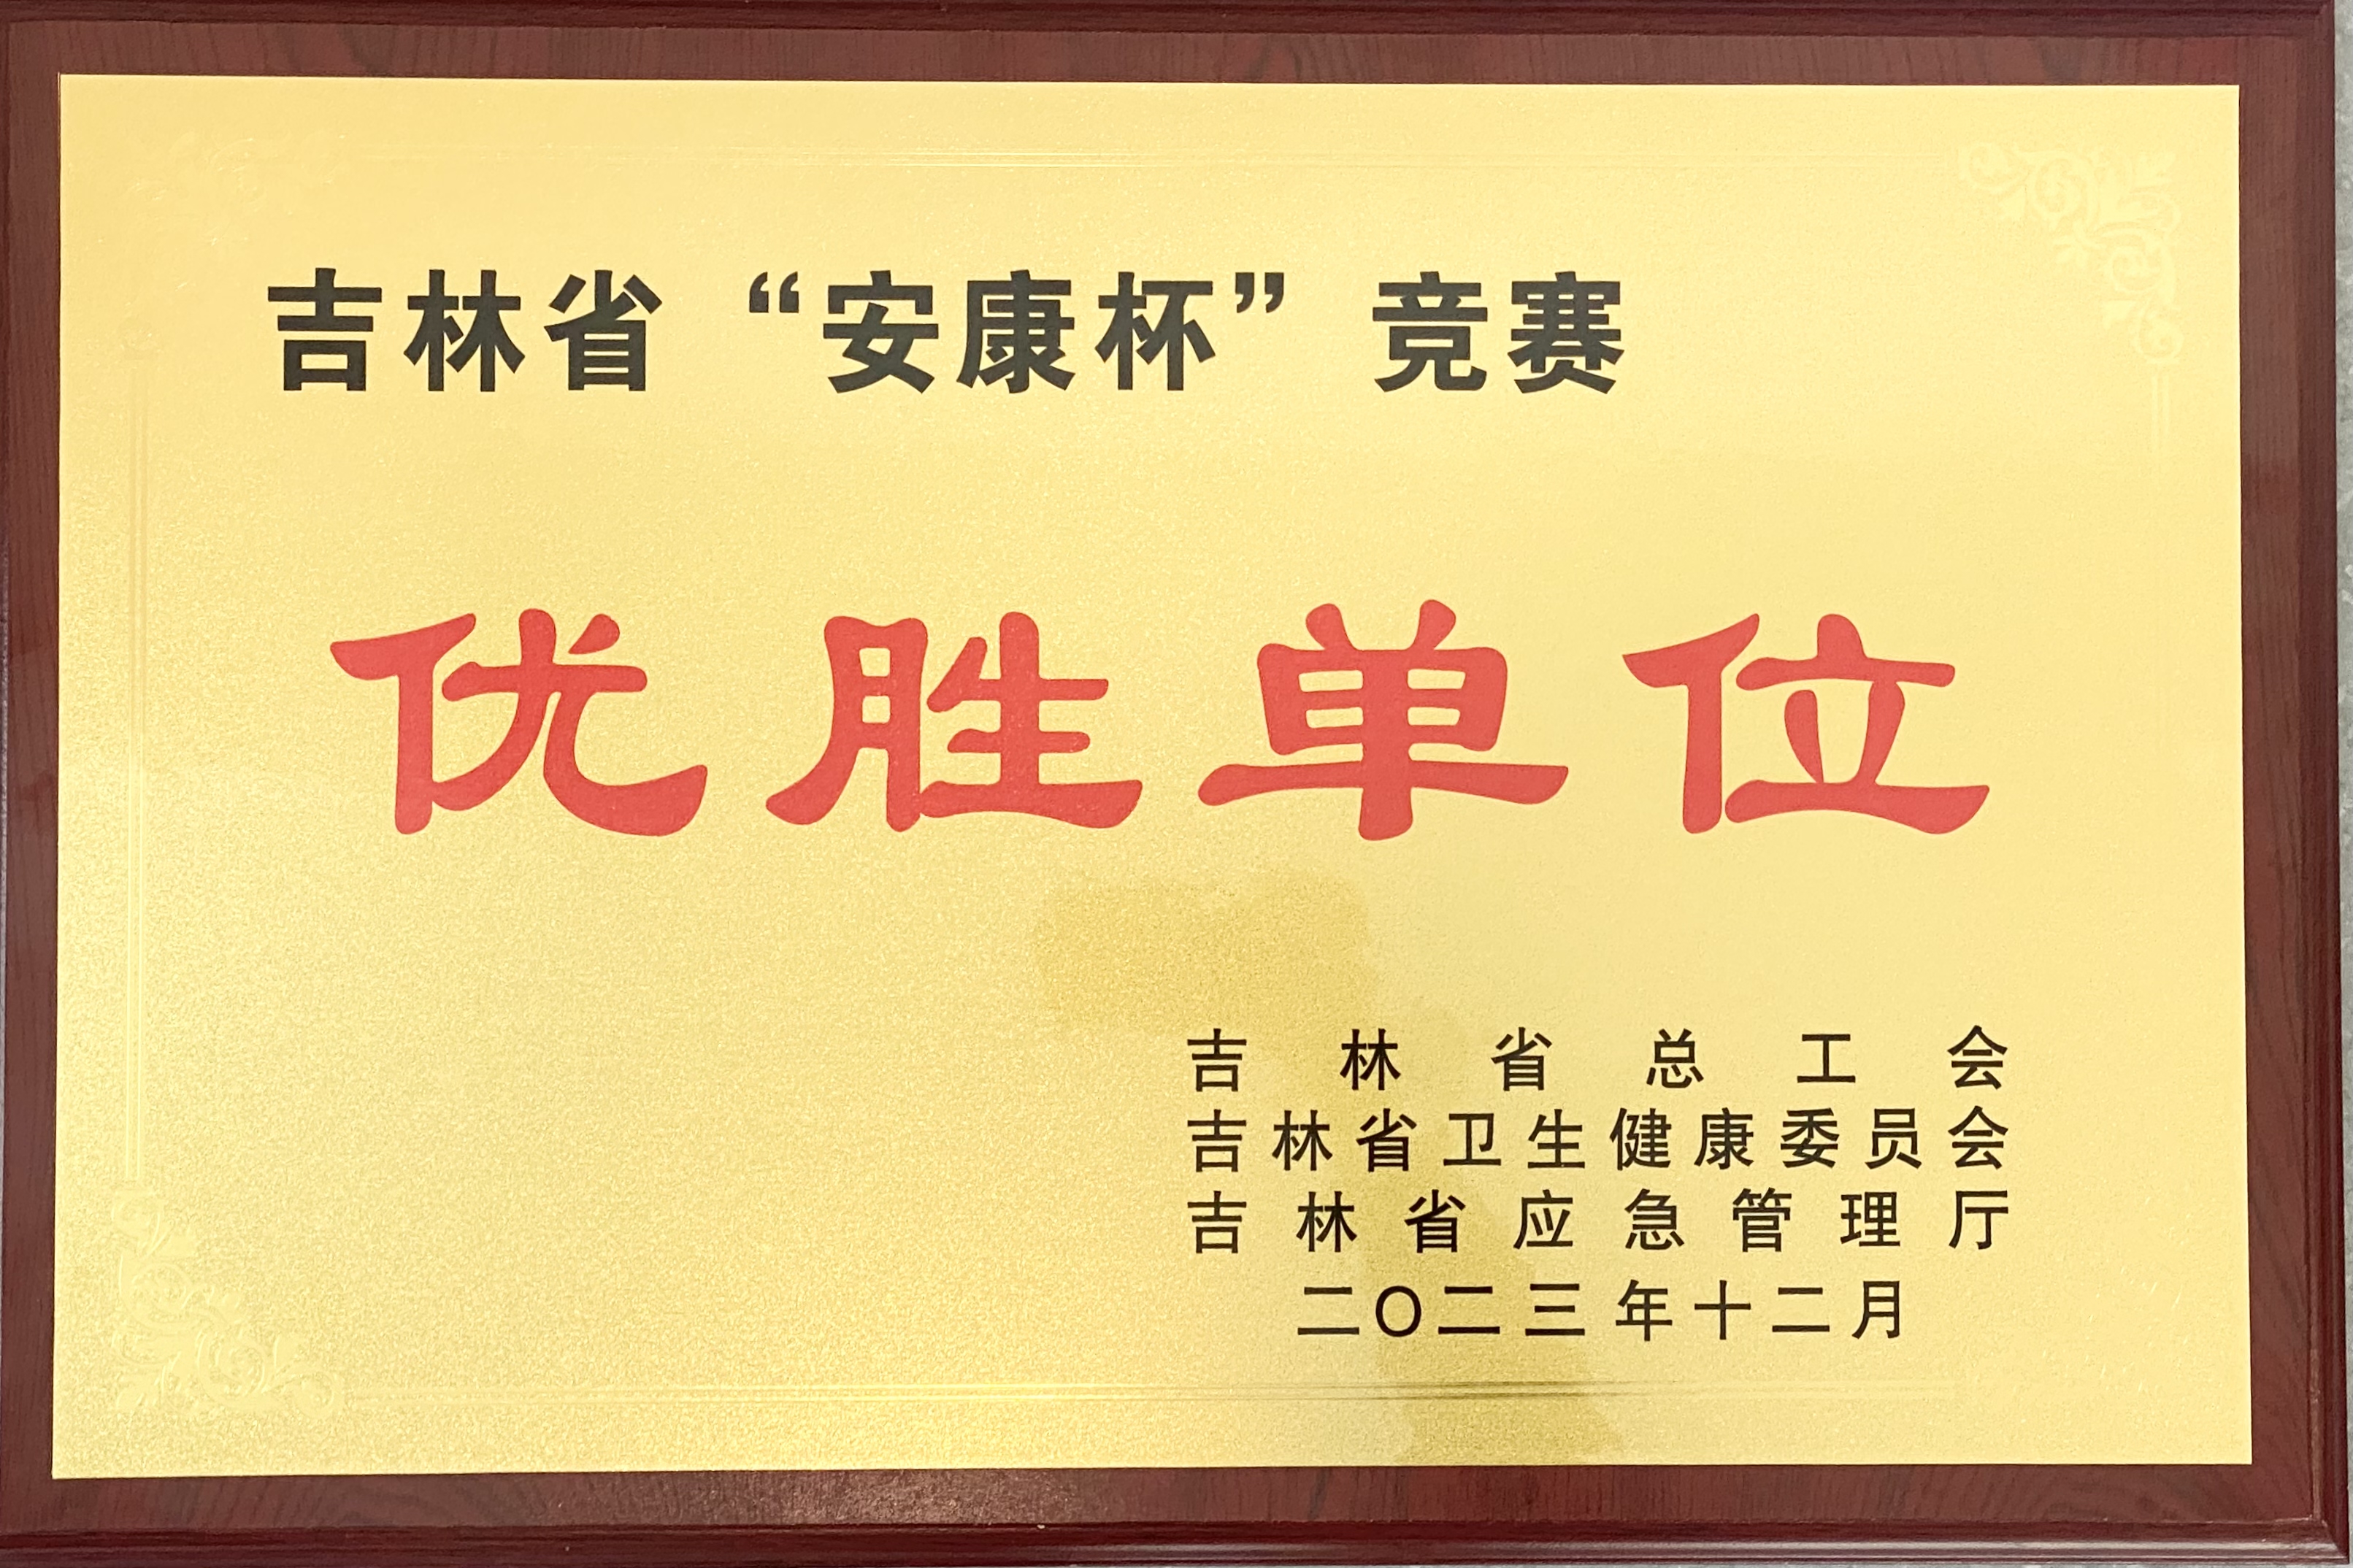 吉林省“安康杯”竞赛
优胜单位
吉林省总工会
吉林省卫生健康委员会
吉林省应急管理厅
二〇二三年十二月